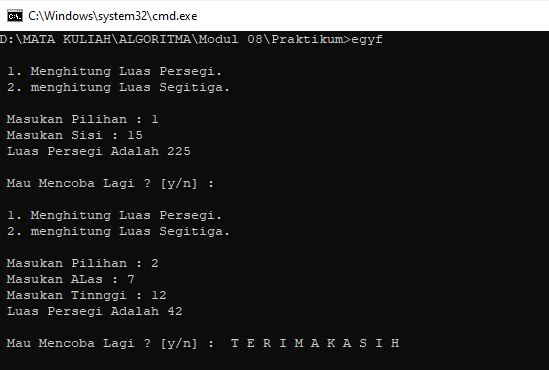 C:\Windows\system32\cmd.exe
D:\MATA KULIAH\ALGORITMA\Modul 08\Praktikum>egyf
1. Menghitung Luas Persegi.
2. menghitung Luas Segitiga.
Masukan Pilihan : 1
Masukan Sisi : 15
Luas Persegi Adalah 225
Mau Mencoba Lagi ? [y/n] :
1. Menghitung Luas Persegi.
2. menghitung Luas Segitiga.
Masukan Pilihan : 2
Masukan ALas : 7
Masukan Tinnggi : 12
Luas Persegi Adalah 42
Mau Mencoba Lagi ? [y/n] :  T E R I M A K A S I H